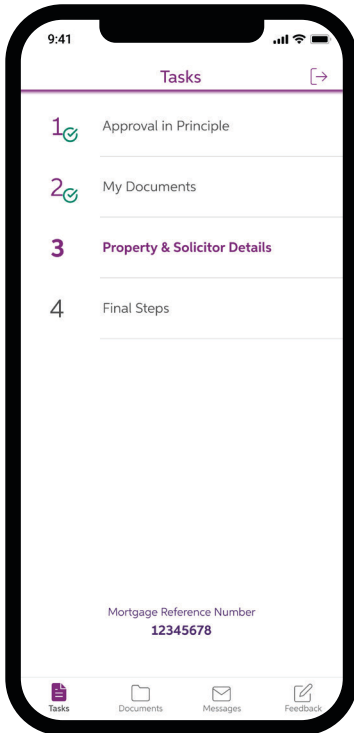 9:41
Tasks
1 Approval in Principle
2 My Documents
3 Property & Solicitor Details
4 Final Steps
Mortgage Reference Number
12345678
Tasks Documents Messages Feedback